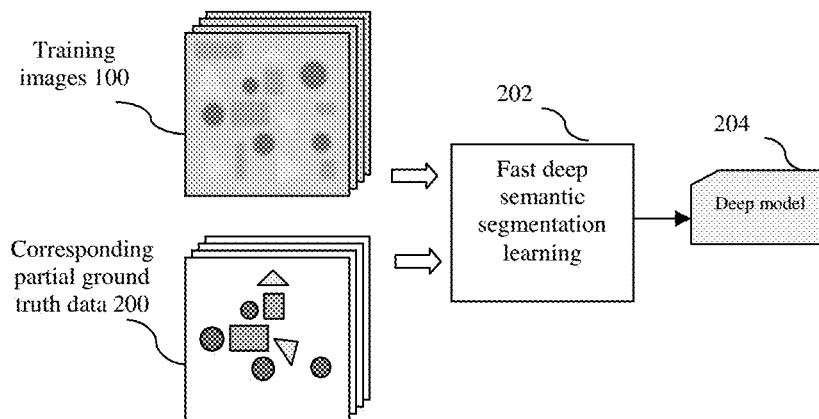 Training
images 100
202
204
Fast deep
semantic
segmentation
learning
Deep model
Corresponding
partial ground
truth data 200